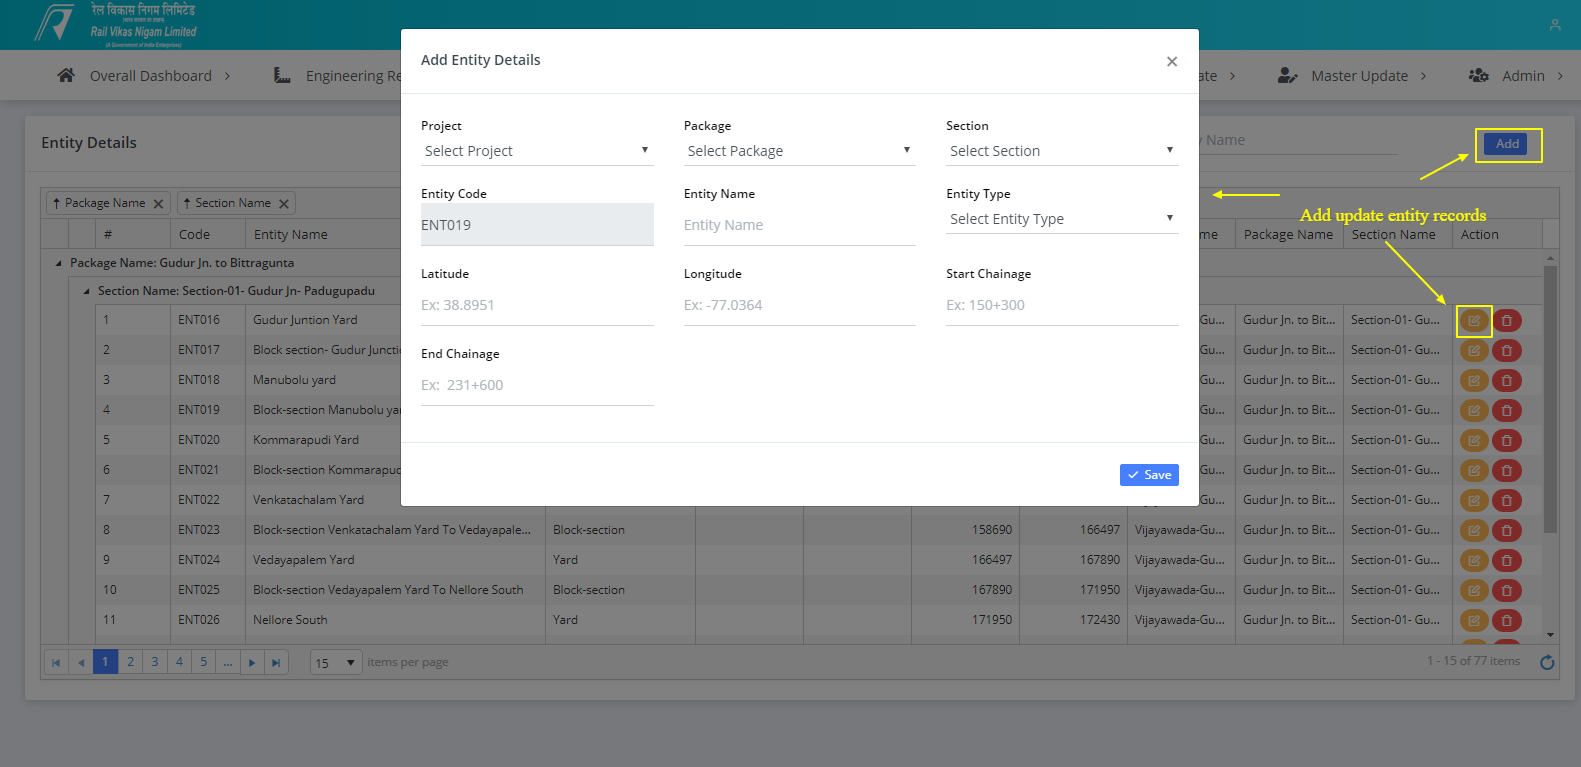 रेल विकास निगम लिमिटेड
(भारत सरकार का उद्यम)
Rail Vikas Nigam Limited
(A Government of India Enterprises)
Overall Dashboard
Engineering Re
ate
Master Update
Admin
Entity Details
y Name
Add
Add Entity Details
Project
Package
Section
Select Project
Select Package
Select Section
Entity Code
Entity Name
Entity Type
ENT019
Entity Name
Select Entity Type
Latitude
Longitude
Start Chainage
Ex: 38.8951
Ex: -77.0364
Ex: 150+300
End Chainage
Ex: 231+600
Save
Add update entity records
Package Name
Section Name
# Code Entity Name me Package Name Section Name Action
Package Name: Gudur Jn. to Bittragunta
Section Name: Section-01- Gudur Jn- Padugupadu
1 ENT016 Gudur Juntion Yard Gu... Gudur Jn. to Bit... Section-01- Gu...
2 ENT017 Block section- Gudur Juncti Gu... Gudur Jn. to Bit... Section-01- Gu...
3 ENT018 Manubolu yard Gu... Gudur Jn. to Bit... Section-01- Gu...
4 ENT019 Block-section Manubolu ya Gu... Gudur Jn. to Bit... Section-01- Gu...
5 ENT020 Kommarapudi Yard Gu... Gudur Jn. to Bit... Section-01- Gu...
6 ENT021 Block-section Kommarapuc Gu... Gudur Jn. to Bit... Section-01- Gu...
7 ENT022 Venkatachalam Yard Gu... Gudur Jn. to Bit... Section-01- Gu...
8 ENT023 Block-section Venkatachalam Yard To Vedayapale... Block-section 158690 166497 Vijayawada-Gu... Gudur Jn. to Bit... Section-01- Gu...
9 ENT024 Vedayapalem Yard Yard 166497 167890 Vijayawada-Gu... Gudur Jn. to Bit... Section-01- Gu...
10 ENT025 Block-section Vedayapalem Yard To Nellore South Block-section 167890 171950 Vijayawada-Gu... Gudur Jn. to Bit... Section-01- Gu...
11 ENT026 Nellore South Yard 171950 172430 Vijayawada-Gu... Gudur Jn. to Bit... Section-01- Gu...
1 2 3 4 5 ... 15 items per page 1 - 15 of 77 items